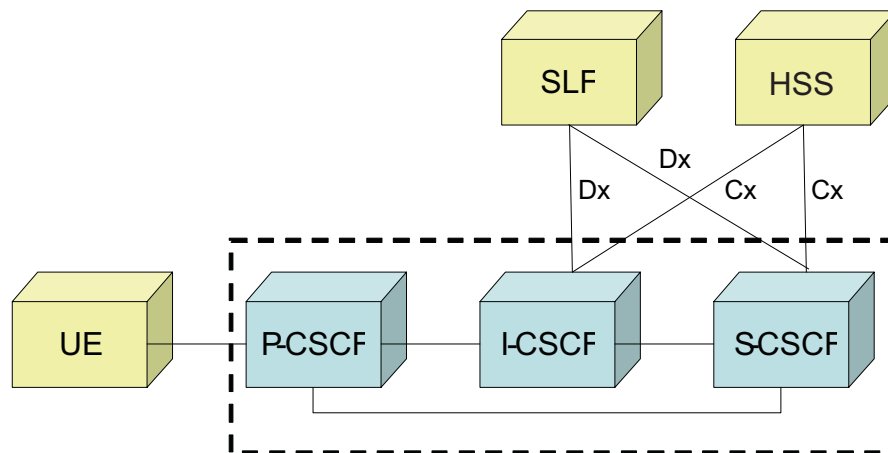 SLF
HSS
Dx
Dx
Cx
Cx
UE
P-CSCF
I-CSCF
S-CSCF